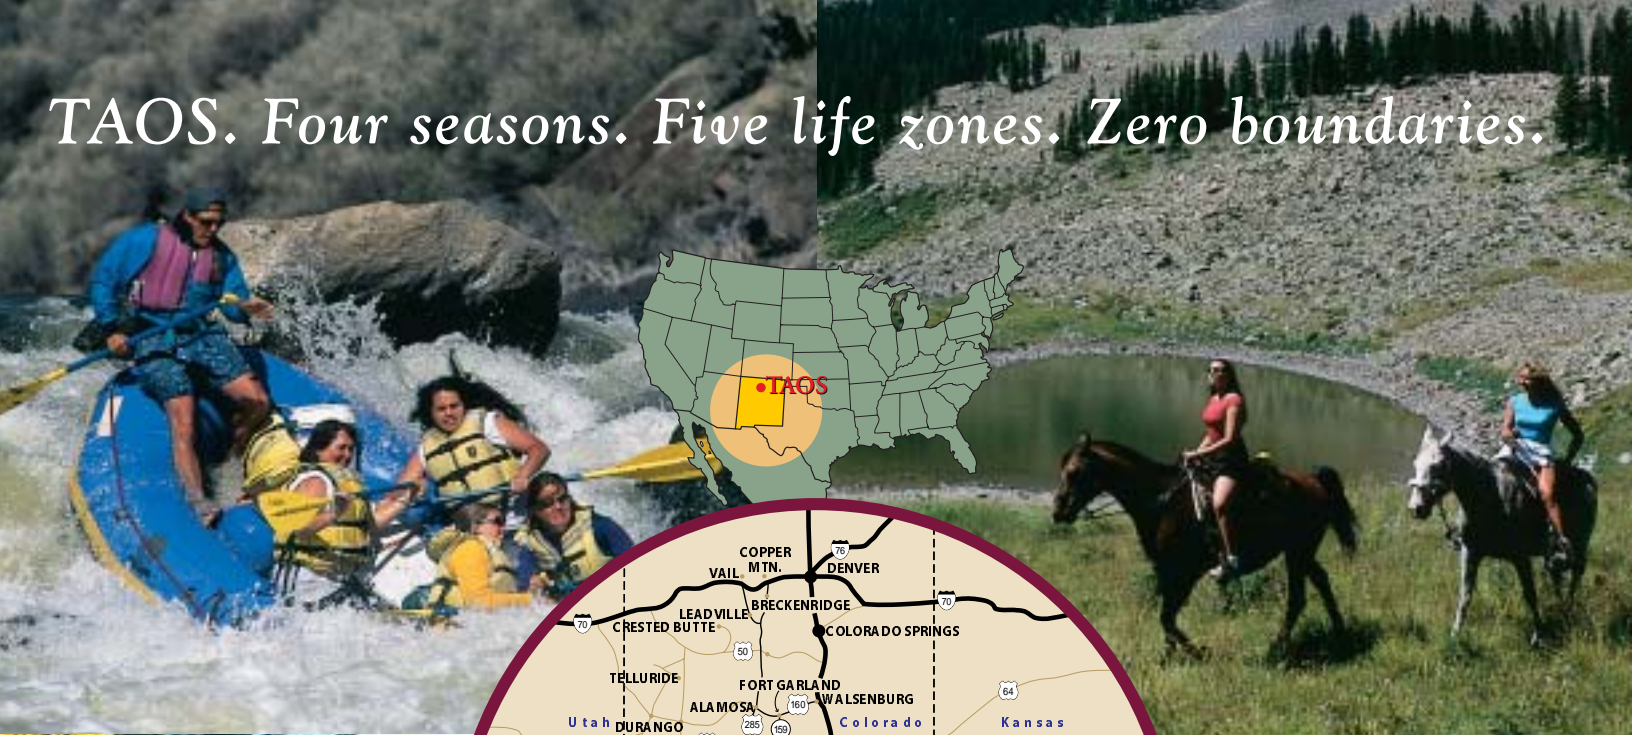 TAOS. Four seasons. Five life zones. Zero boundaries.
TAOS
76
COPPER
MTN.
VAIL
DENVER
BRECKENRIDGE
70
LEADVILLE
70
CRESTED BUTTE
COLORADO SPRINGS
50
TELLURIDE
FORT GARLAND
64
WALSENBURG
160
ALAMOSA
Utah
DURANGO
285
159
Colorado
Kansas